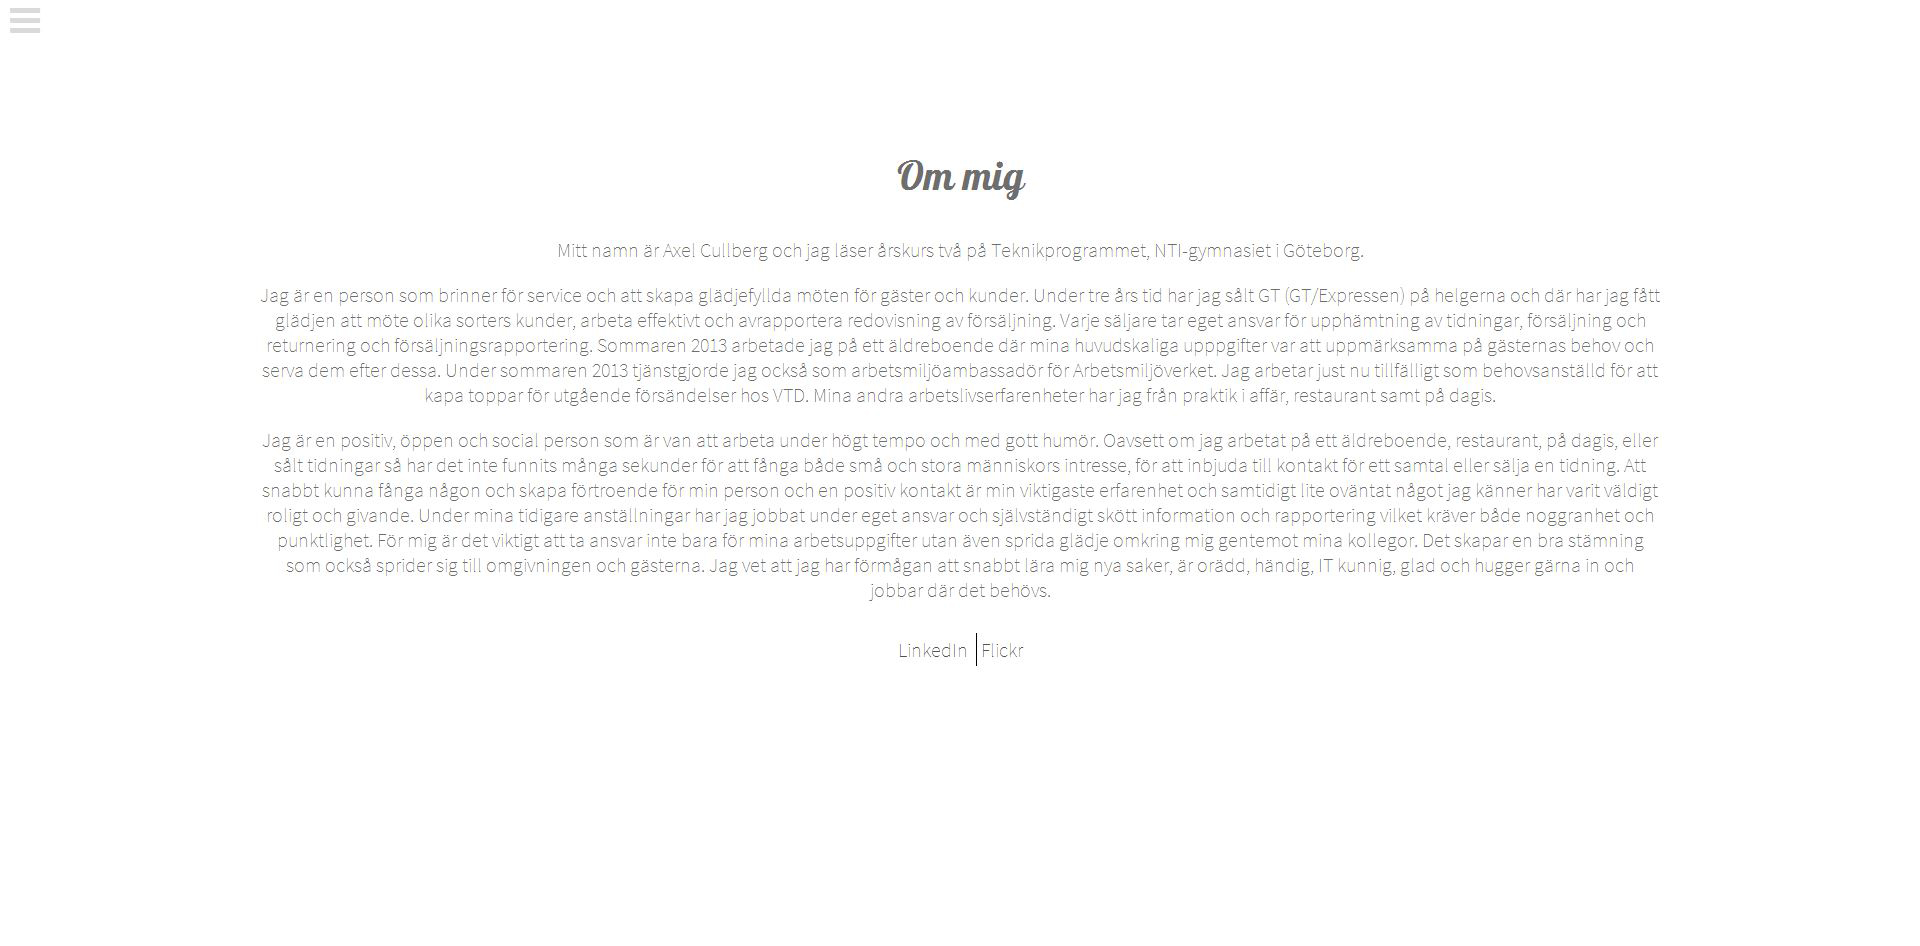 Om mig
Mitt namn är Axel Cullberg och jag läser årskurs två på Teknikprogrammet, NTI-gymnasiet i Göteborg.
Jag är en person som brinner för service och att skapa glädjefyllda möten för gäster och kunder. Under tre års tid har jag sålt GT (GT/Expressen) på helgerna och där har jag fått
glädjen att möte olika sorters kunder, arbeta effektivt och avrapportera redovisning av försäljning. Varje säljare tar eget ansvar för upphämtning av tidningar, försäljning och
returnering och försäljningsrapportering. Sommaren 2013 arbetade jag på ett äldreboende där mina huvudskaliga upppgifter var att uppmärksamma på gästernas behov och
serva dem efter dessa. Under sommaren 2013 tjänstgjorde jag också som arbetsmiljöambassadör för Arbetsmiljöverket. Jag arbetar just nu tillfälligt som behovsanställd för att
kapa toppar för utgående försändelser hos VTD. Mina andra arbetslivserfarenheter har jag från praktik i affär, restaurant samt på dagis.
Jag är en positiv, öppen och social person som är van att arbeta under högt tempo och med gott humör. Oavsett om jag arbetat på ett äldreboende, restaurant, på dagis, eller
sålt tidningar så har det inte funnits många sekunder för att fånga både små och stora människors intresse, för att inbjuda till kontakt för ett samtal eller sälja en tidning. Att
snabbt kunna fånga någon och skapa förtroende för min person och en positiv kontakt är min viktigaste erfarenhet och samtidigt lite oväntat något jag känner har varit väldigt
roligt och givande. Under mina tidigare anställningar har jag jobbat under eget ansvar och självständigt skött information och rapportering vilket kräver både noggranhet och
punktlighet. För mig är det viktigt att ta ansvar inte bara för mina arbetsuppgifter utan även sprida glädje omkring mig gentemot mina kollegor. Det skapar en bra stämning
som också sprider sig till omgivningen och gästerna. Jag vet att jag har förmågan att snabbt lära mig nya saker, är orädd, händig, IT kunnig, glad och hugger gärna in och
jobbar där det behövs.
LinkedIn Flickr